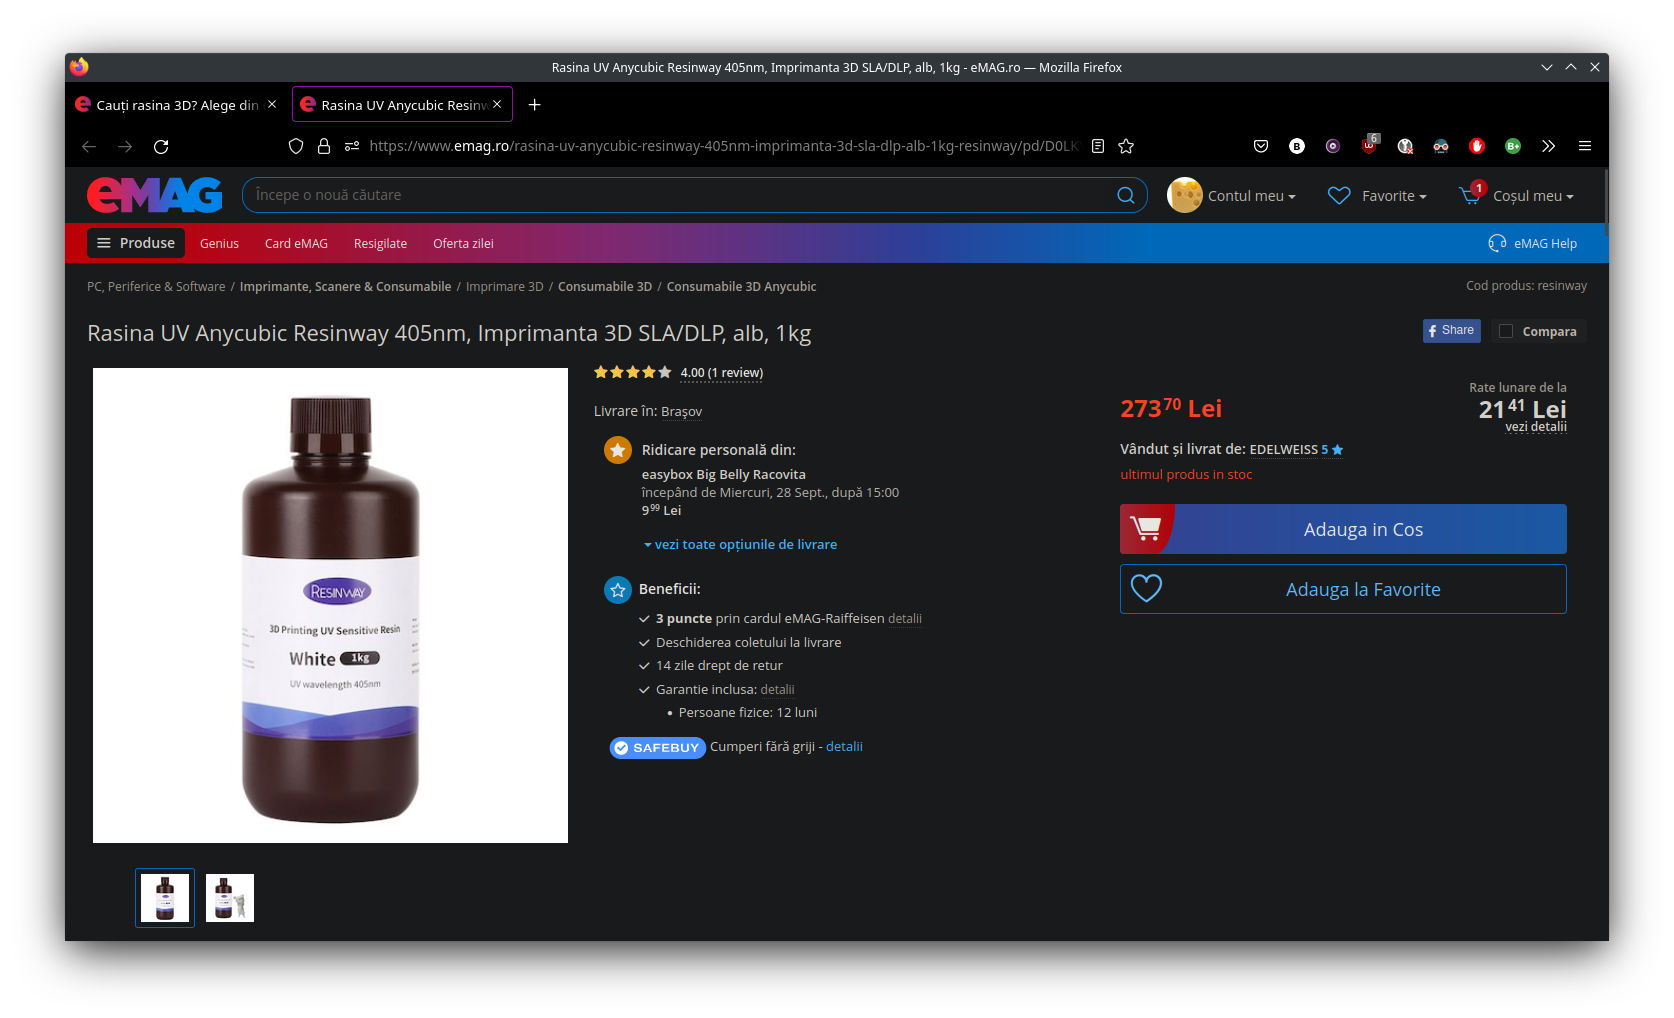 Rasina UV Anycubic Resinway 405nm, Imprimanta 3D SLA/DLP, alb, 1kg - eMAG.ro — Mozilla Firefox
Cauți rasina 3D? Alege din
Rasina UV Anycubic Resinw
https://www.emag.ro/rasina-uv-anycubic-resinway-405nm-imprimanta-3d-sla-dlp-alb-1kg-resinway/pd/D0LK
6
eMAG
Începe o nouă căutare
Contul meu
Favorite
1
Coșul meu
Produse
Genius
Card eMAG
Resigilate
Oferta zilei
eMAG Help
PC, Periferice & Software / Imprimante, Scanere & Consumabile / Imprimare 3D / Consumabile 3D / Consumabile 3D Anycubic
Cod produs: resinway
Rasina UV Anycubic Resinway 405nm, Imprimanta 3D SLA/DLP, alb, 1kg
Share
Compara
RESINWAY
3D Printing UV Sensitive Resin
White 1kg
UV wavelength 405nm
4.00 (1 review)
Livrare în: Brașov
Ridicare personală din:
easybox Big Belly Racovita
începând de Miercuri, 28 Sept., după 15:00
9⁹⁹ Lei
vezi toate opțiunile de livrare
Beneficii:
3 puncte prin cardul eMAG-Raiffeisen detalii
Deschiderea coletului la livrare
14 zile drept de retur
Garantie inclusa: detalii
• Persoane fizice: 12 luni
SAFEBUY Cumperi fără griji - detalii
273⁷⁰ Lei
Rate lunare de la
21⁴¹ Lei
vezi detalii
Vândut și livrat de: EDELWEISS 5
ultimul produs in stoc
Adauga in Cos
Adauga la Favorite